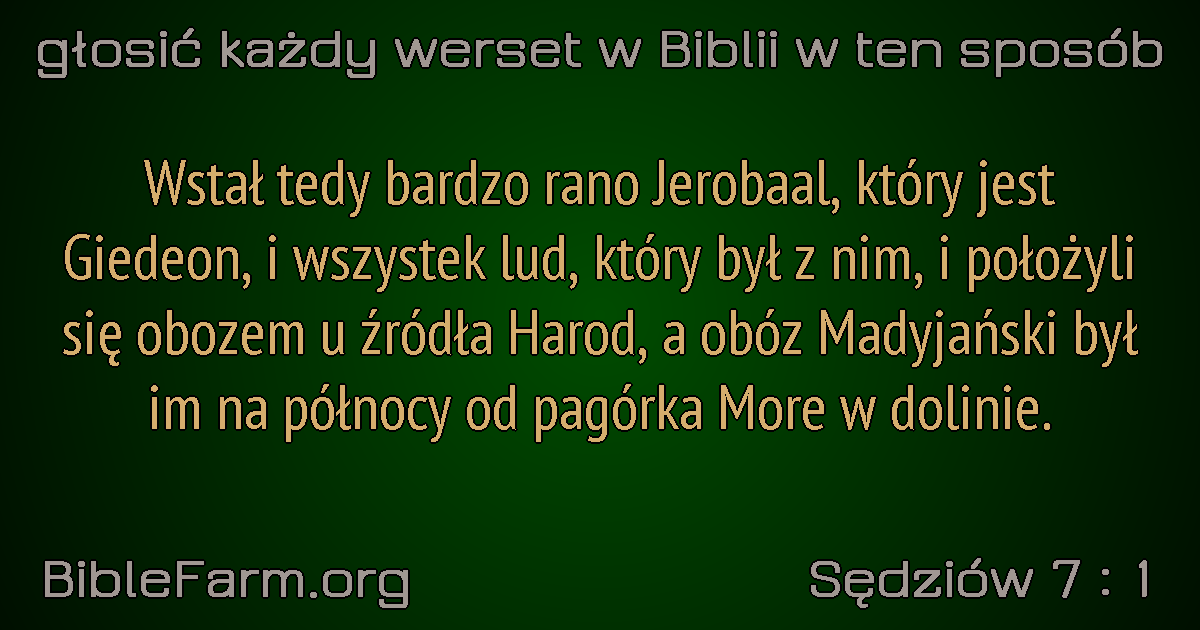 głosić każdy werset w Biblii w ten sposób
Wstał tedy bardzo rano Jerobaal, który jest
Giedeon, i wszystek lud, który był z nim, i położyli
się obozem u źródła Harod, a obóz Madyjański był
im na północy od pagórka More w dolinie.
BibleFarm.org
Sędziów 7 : 1